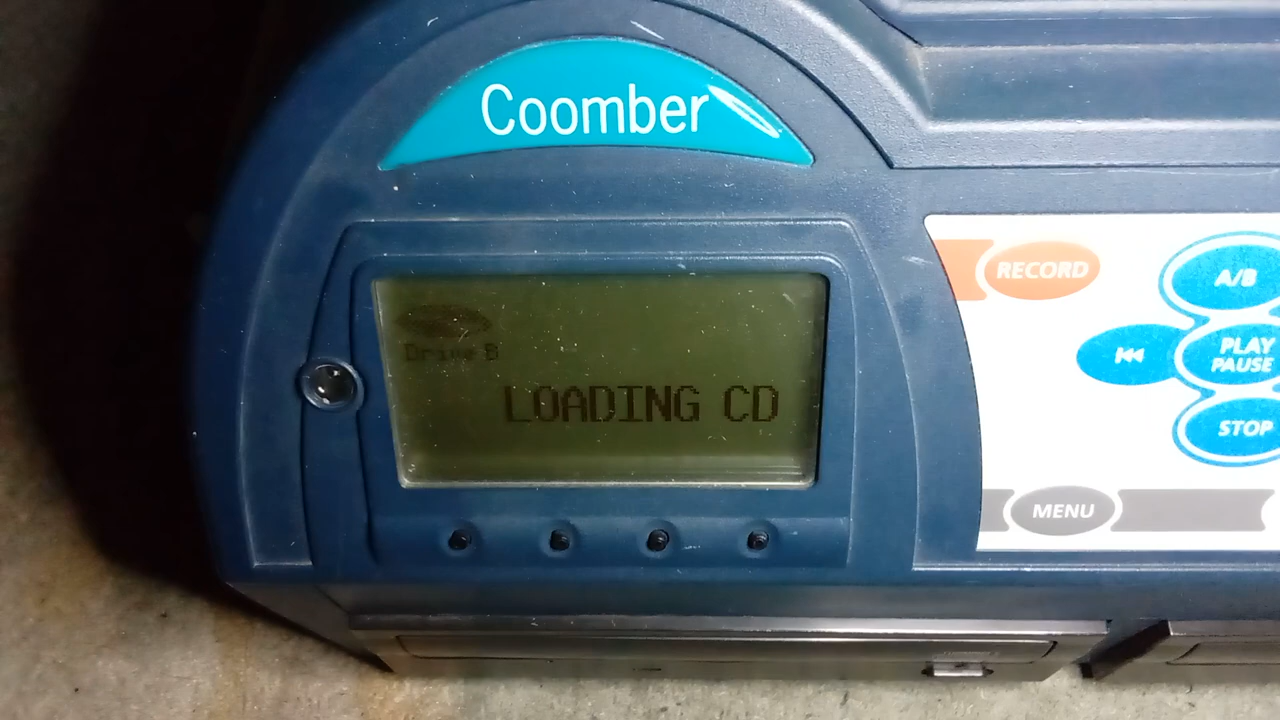 Coomber
Drive B
LOADING CD
RECORD
A/B
PLAY
PAUSE
STOP
MENU